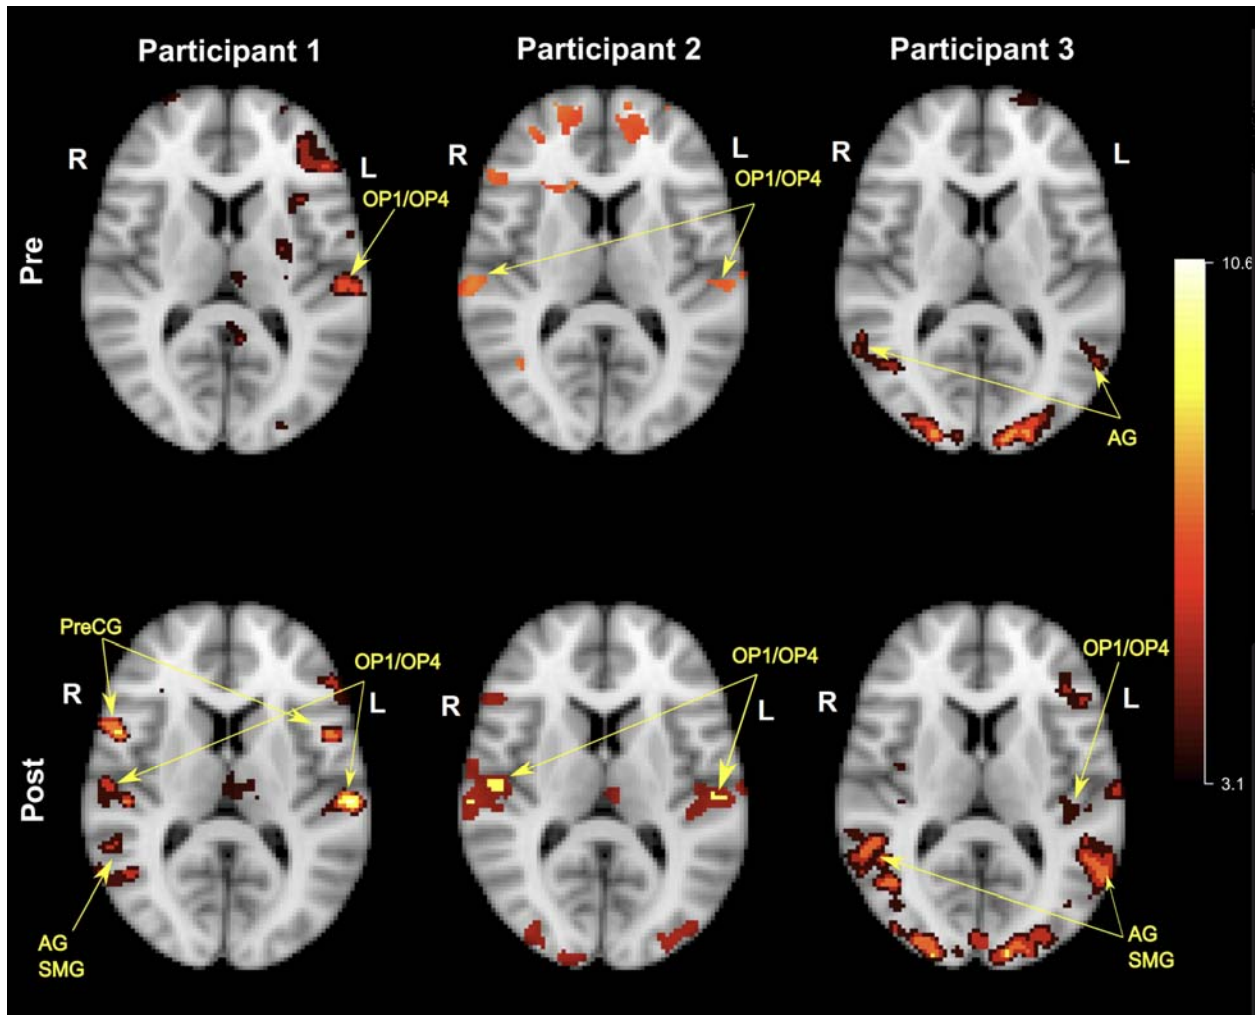 Participant 1
Participant 2
Participant 3
Pre
R
L
OP1/OP4
R
L
OP1/OP4
R
L
AG
10.6
3.1
Post
PreCG
R
L
OP1/OP4
AG
SMG
R
L
OP1/OP4
R
L
OP1/OP4
AG
SMG